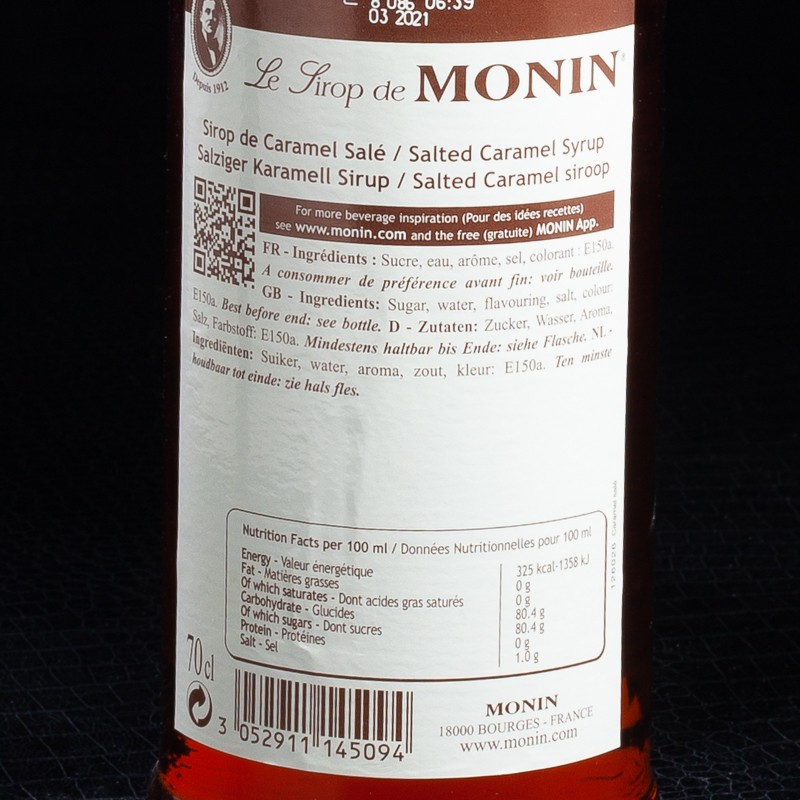 8 086 06:39
03 2021
Depuis 1912
Le Sirop de MONIN®
Sirop de Caramel Salé / Salted Caramel Syrup
Salziger Karamell Sirup / Salted Caramel siroop
For more beverage inspiration (Pour des idées recettes)
see www.monin.com and the free (gratuite) MONIN App.
FR - Ingrédients : Sucre, eau, arôme, sel, colorant : E150a.
A consommer de préférence avant fin: voir bouteille.
GB - Ingredients: Sugar, water, flavouring, salt, colour:
E150a. Best before end: see bottle. D - Zutaten: Zucker, Wasser, Aroma,
Salz, Farbstoff: E150a. Mindestens haltbar bis Ende: siehe Flasche. NL -
Ingrediënten: Suiker, water, aroma, zout, kleur: E150a. Ten minste
houdbaar tot einde: zie hals fles.
126026 Caramel salé
Nutrition Facts per 100 ml / Données Nutritionnelles pour 100 ml
Energy - Valeur énergétique 325 kcal-1358 kJ
Fat - Matières grasses 0 g
Of which saturates - Dont acides gras saturés 0 g
Carbohydrate - Glucides 80.4 g
Of which sugars - Dont sucres 80.4 g
Protein - Protéines 0 g
Salt - Sel 1.0 g
70 cl
3 052911 145094
MONIN
18000 BOURGES - FRANCE
www.monin.com